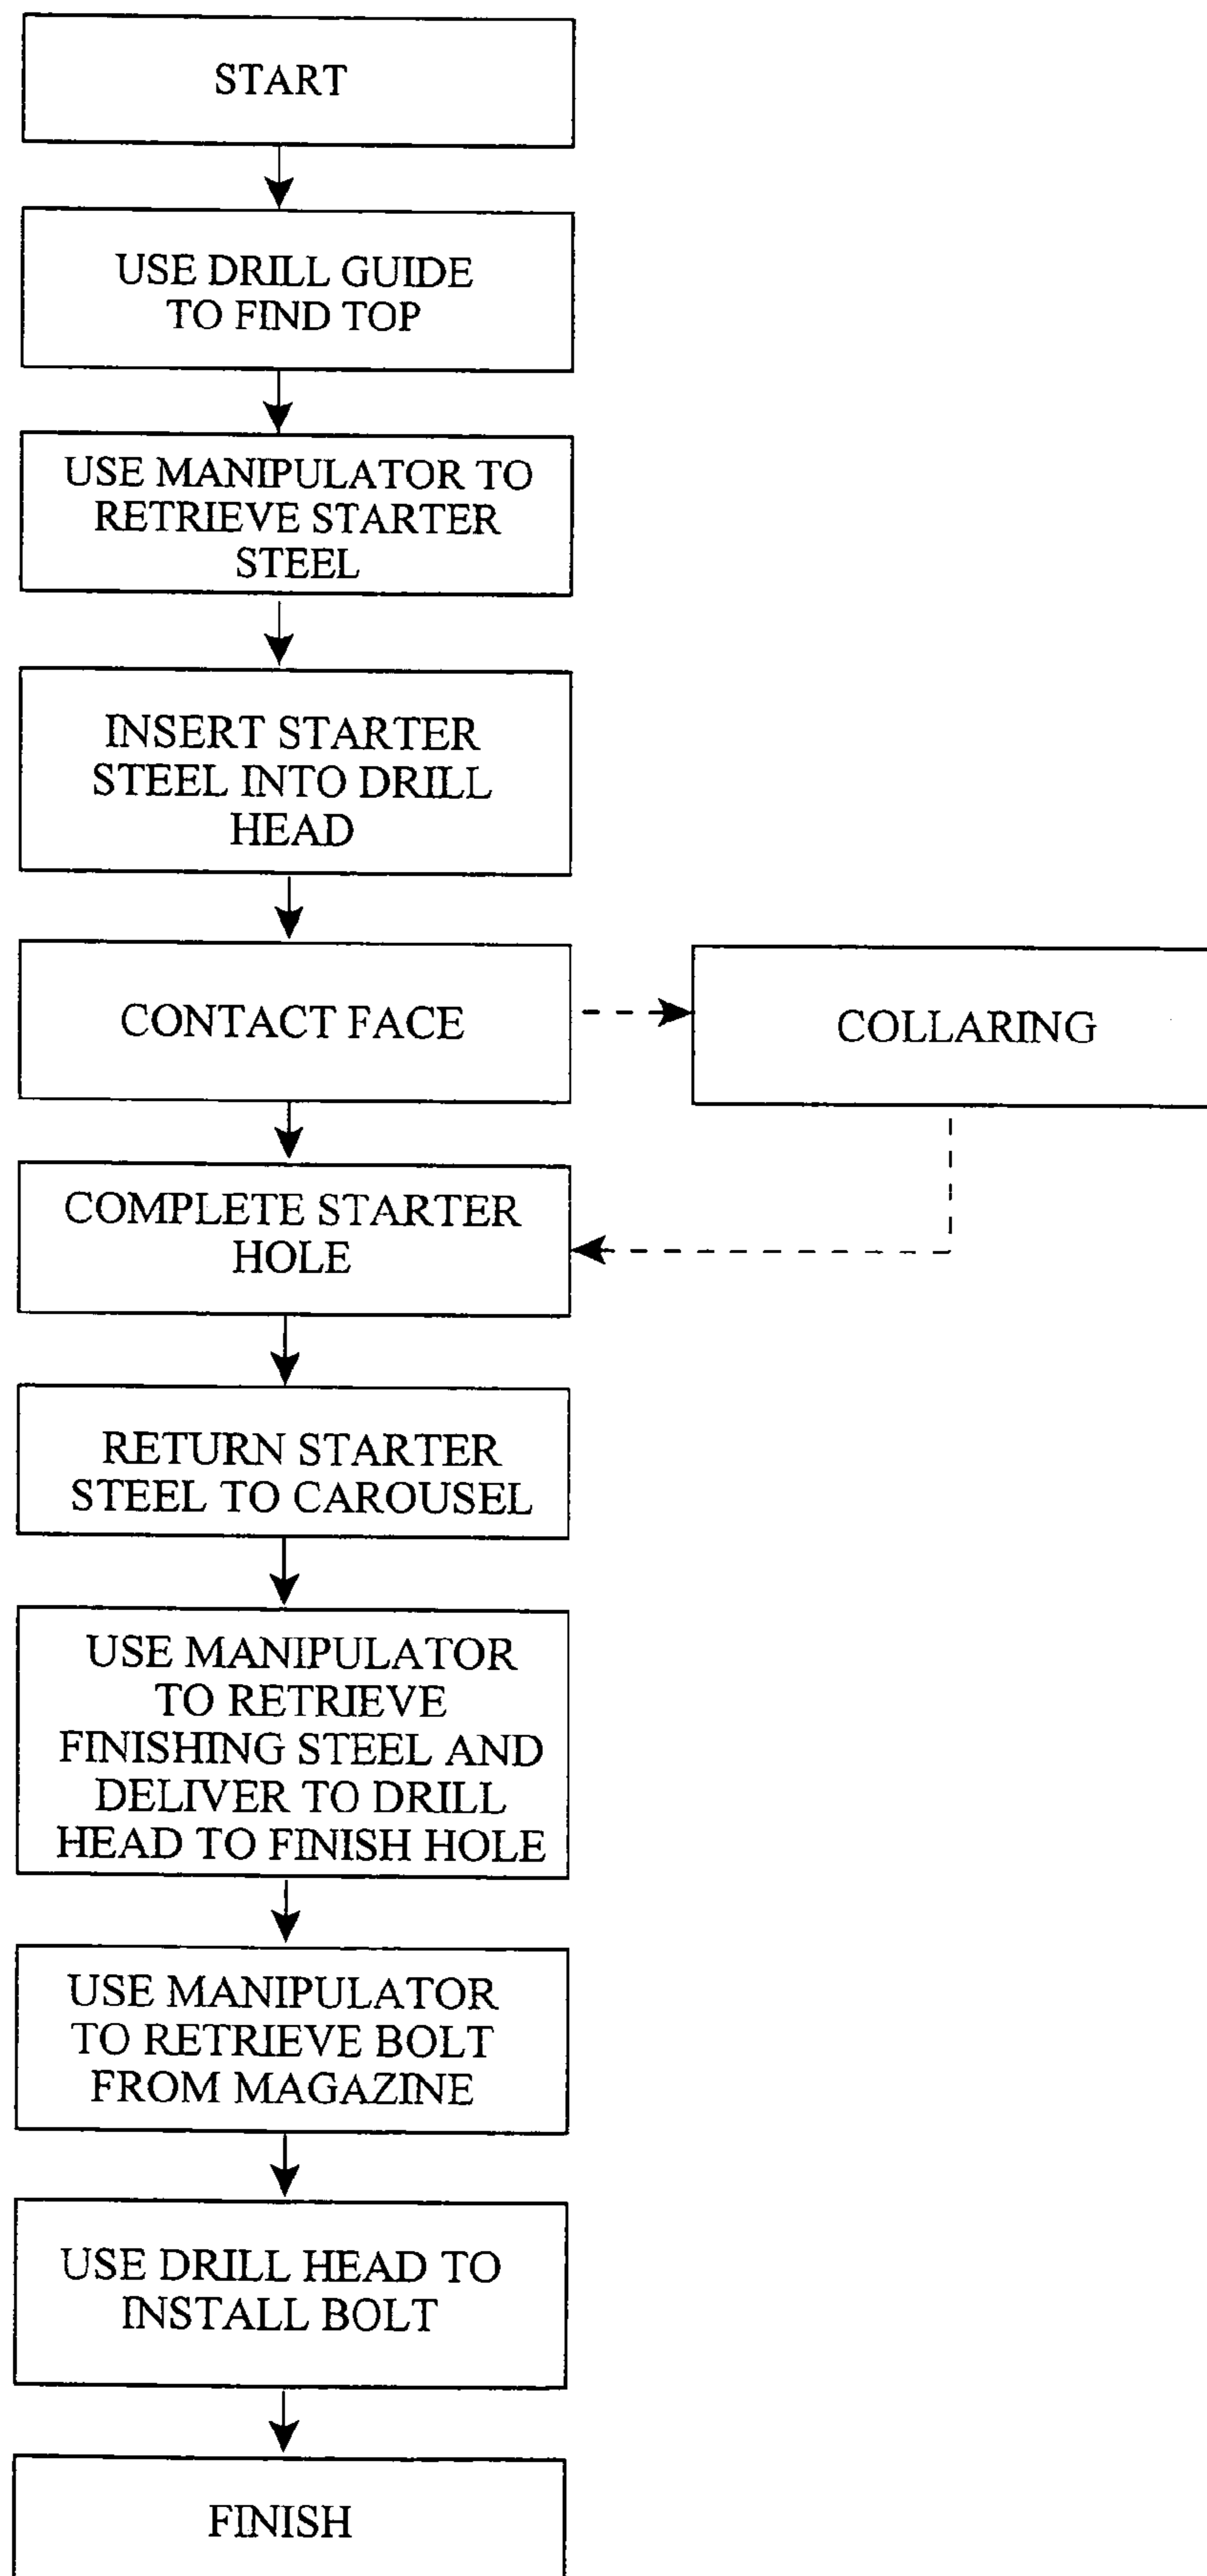 START
USE DRILL GUIDE
TO FIND TOP
USE MANIPULATOR TO
RETRIEVE STARTER
STEEL
INSERT STARTER
STEEL INTO DRILL
HEAD
CONTACT FACE
COLLARING
COMPLETE STARTER
HOLE
RETURN STARTER
STEEL TO CAROUSEL
USE MANIPULATOR
TO RETRIEVE
FINISHING STEEL AND
DELIVER TO DRILL
HEAD TO FINISH HOLE
USE MANIPULATOR
TO RETRIEVE BOLT
FROM MAGAZINE
USE DRILL HEAD TO
INSTALL BOLT
FINISH